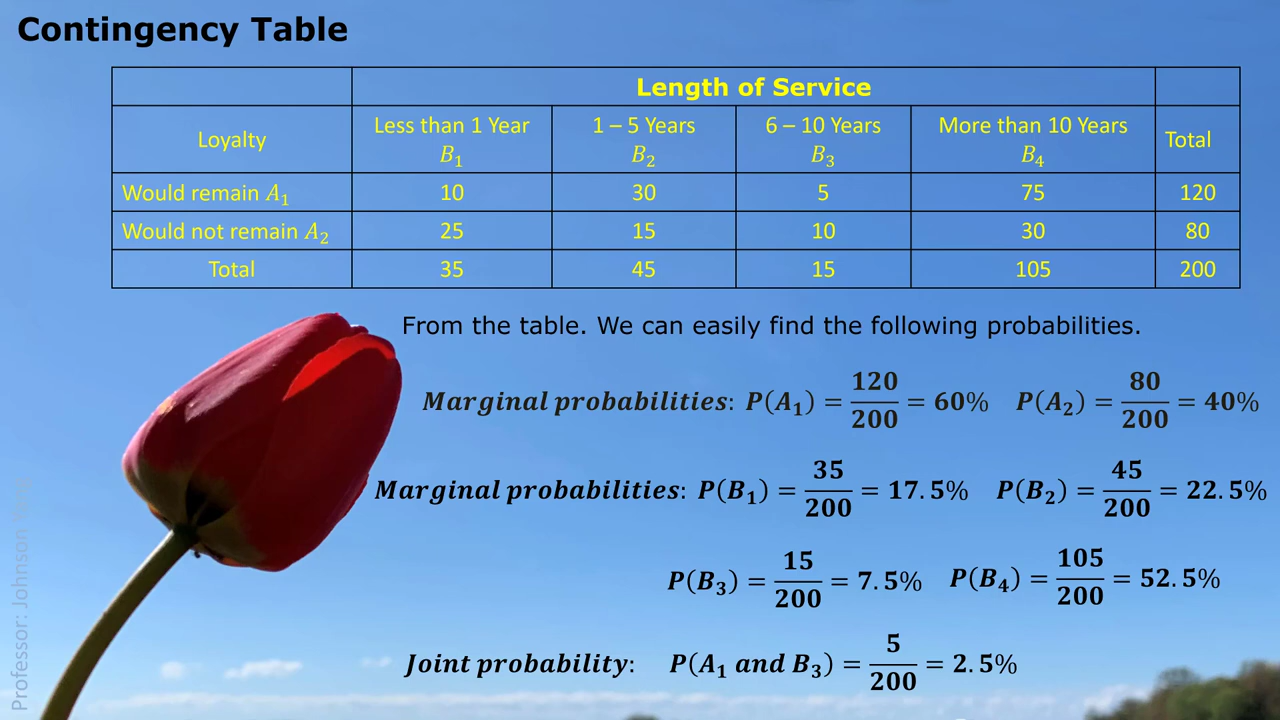 Contingency Table
Length of Service
Loyalty	Less than 1 Year B₁	1 – 5 Years B₂	6 – 10 Years B₃	More than 10 Years B₄	Total
Would remain A₁	10	30	5	75	120
Would not remain A₂	25	15	10	30	80
Total	35	45	15	105	200
From the table. We can easily find the following probabilities.
Marginal probabilities: P(A₁) = 120/200 = 60% P(A₂) = 80/200 = 40%
Marginal probabilities: P(B₁) = 35/200 = 17.5% P(B₂) = 45/200 = 22.5%
P(B₃) = 15/200 = 7.5% P(B₄) = 105/200 = 52.5%
Joint probability: P(A₁ and B₃) = 5/200 = 2.5%
Professor: Johnson